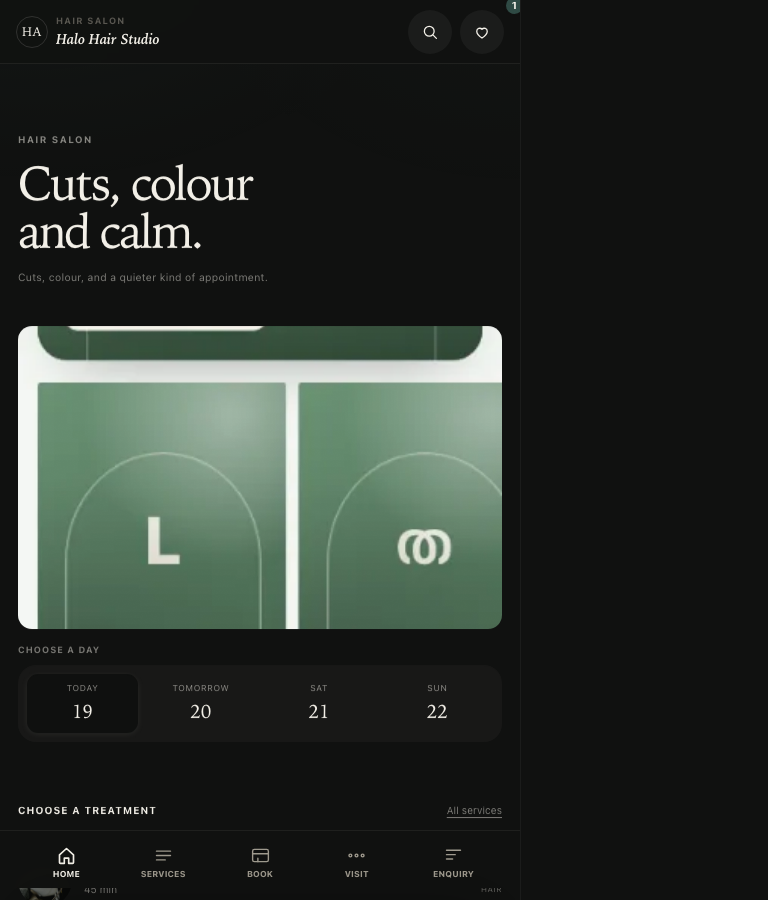 1
HA
HAIR SALON
Halo Hair Studio
HAIR SALON
Cuts, colour
and calm.
Cuts, colour, and a quieter kind of appointment.
L
CHOOSE A DAY
TODAY
19
TOMORROW
20
SAT
21
SUN
22
CHOOSE A TREATMENT
All services
HOME
SERVICES
BOOK
VISIT
ENQUIRY
45 min
HAIR